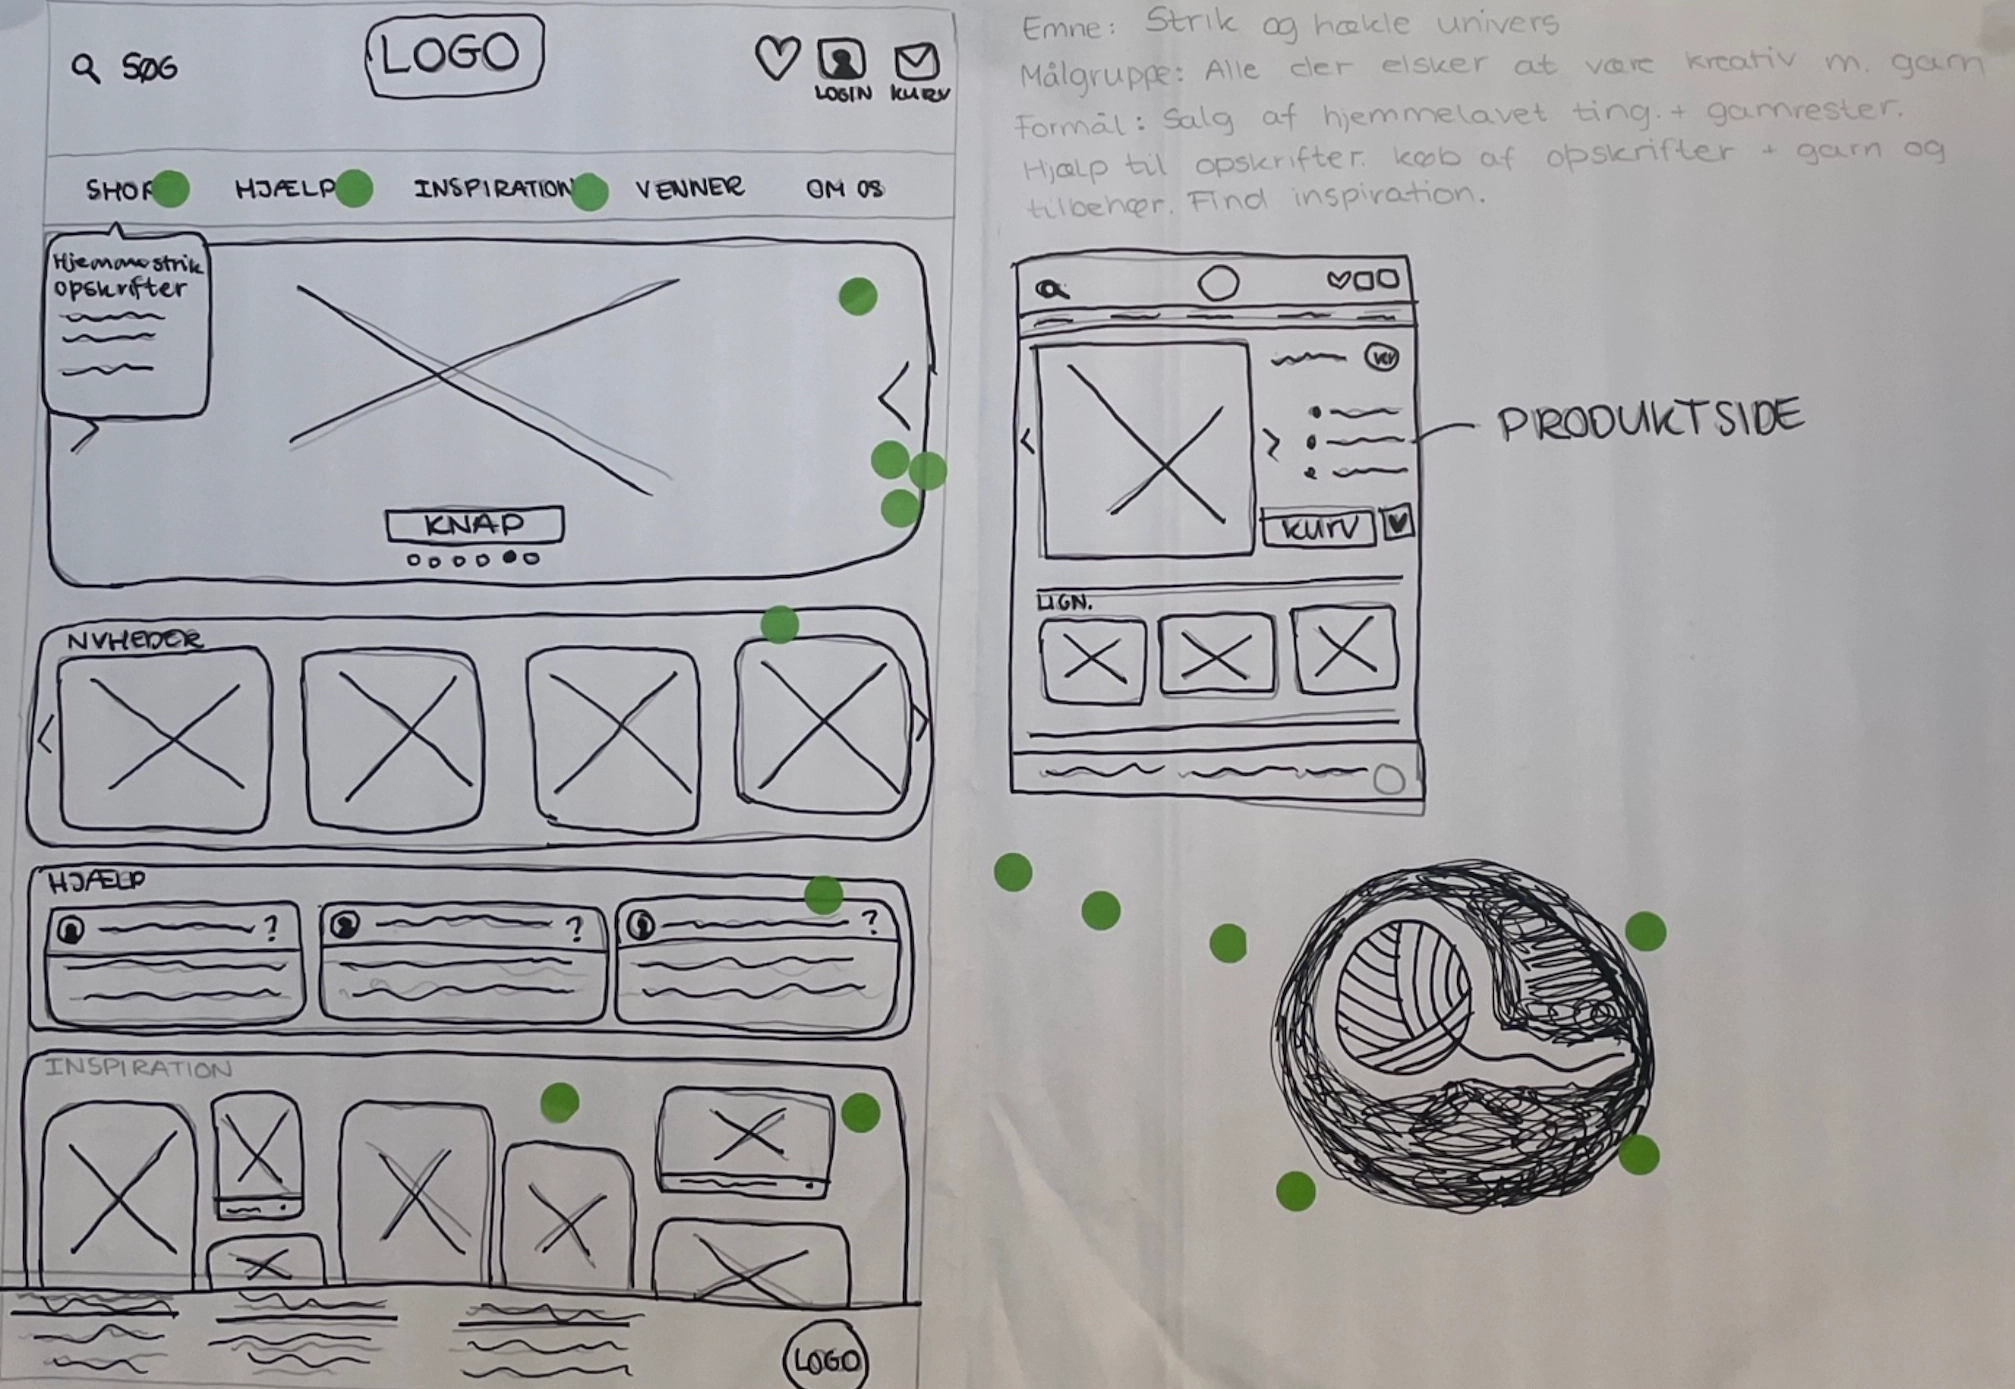 SØG
LOGO
LOGIN KURV
SHOP HJÆLP INSPIRATION VENNER OM OS
Hjemmestrik
opskrifter
KNAP
NYHEDER
HJÆLP
? ? ?
INSPIRATION
LOGO
Emne: Strik og hækle univers
Målgruppe: Alle der elsker at være kreativ m. garn
Formål: Salg af hjemmelavet ting. + garnrester.
Hjælp til opskrifter. køb af opskrifter + garn og
tilbehør. Find inspiration.
PRODUKTSIDE
KURV
LIGN.